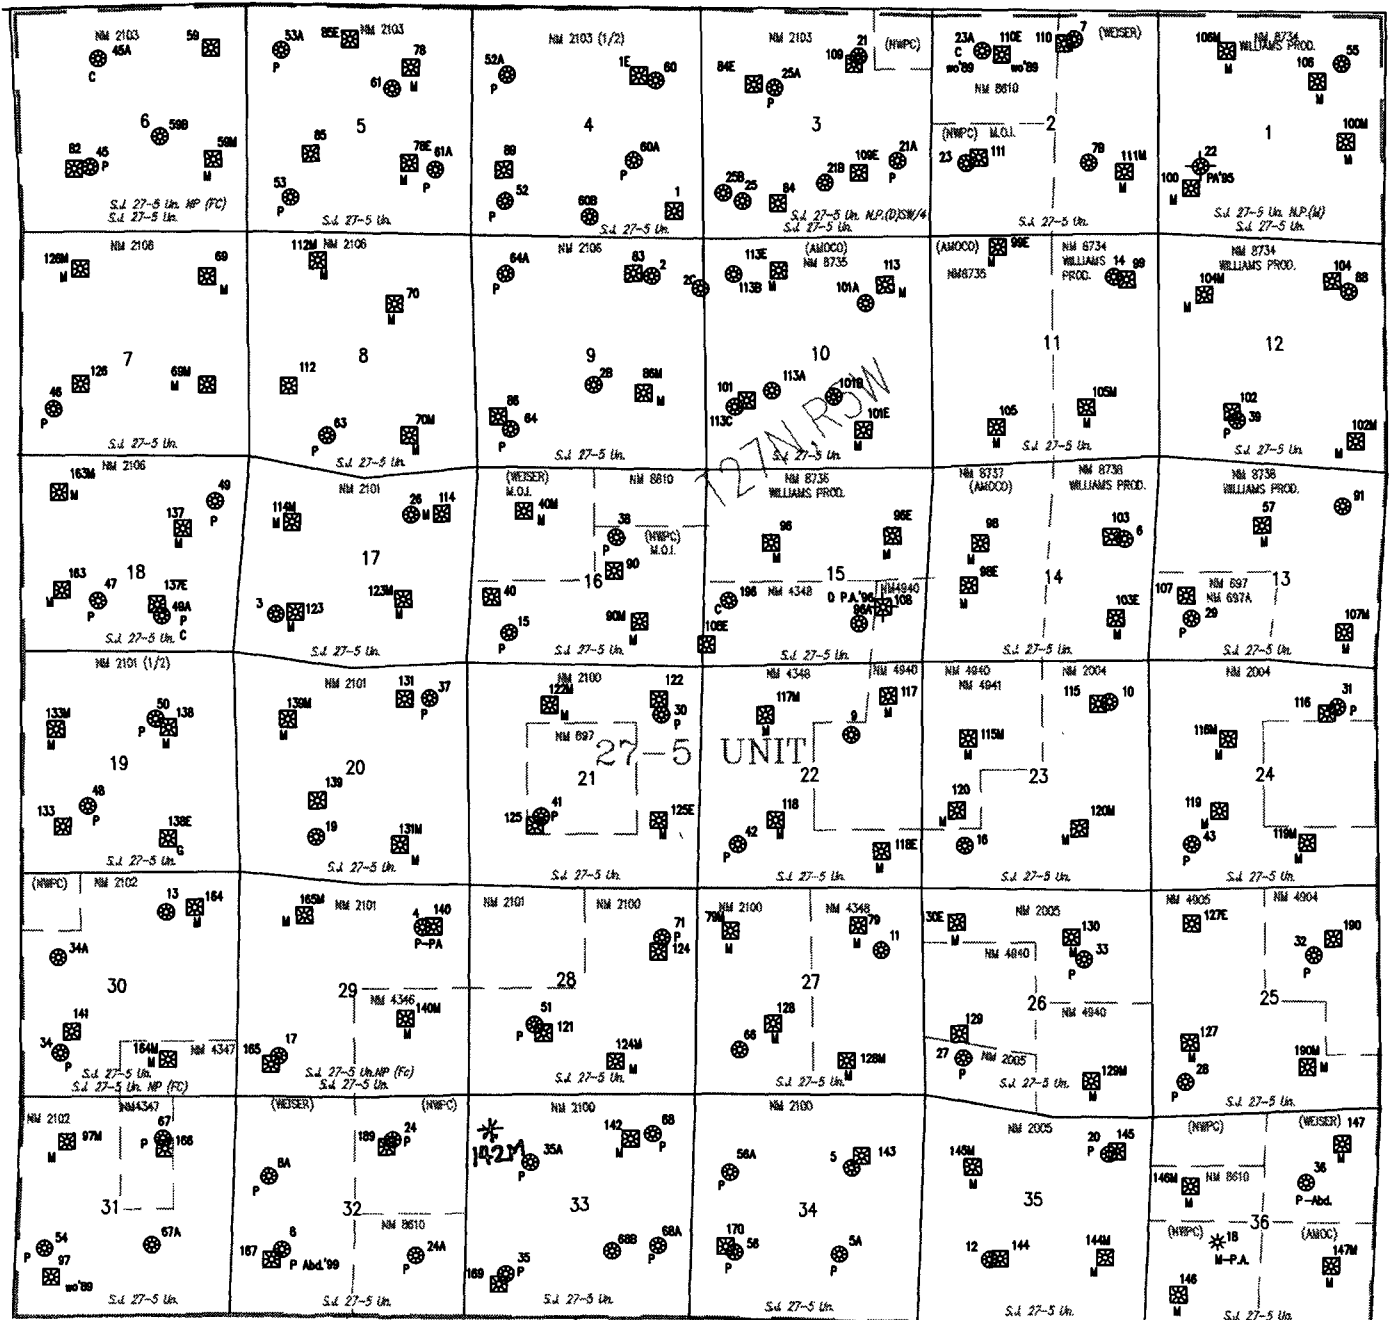 NM 2103
59
45A
C
6
59B
59M
M
82
45
P
S.J. 27-5 Un. NP (FC)
S.J. 27-5 Un.
53A
P
85E
NM 2103
78
M
61
5
85
78E
M
61A
P
53
P
S.J. 27-5 Un.
NM 2103 (1/2)
52A
P
1E
60
4
89
60A
P
52
P
60B
1
S.J. 27-5 Un.
NM 2103
21
(NWPC)
109
84E
25A
P
3
21A
P
21B
109E
25B
25
84
S.J. 27-5 Un. N.P.(D)SW/4
S.J. 27-5 Un.
23A
C
wo'89
110E
wo'89
110
7
(WEISER)
NM 8610
(NWPC) M.O.I.
2
23
111
7B
111M
M
S.J. 27-5 Un.
106M
M
NM 8734
WILLIAMS PROD.
55
106
M
1
100M
M
22
PA'95
100
M
S.J. 27-5 Un. N.P.(M)
S.J. 27-5 Un.
NM 2106
126M
M
69
M
7
126
69M
M
46
P
S.J. 27-5 Un.
112M
M
NM 2106
70
M
8
112
63
P
70M
M
S.J. 27-5 Un.
NM 2106
64A
P
83
2
2C
9
2B
86M
M
86
64
P
S.J. 27-5 Un.
(AMOCO)
NM 8735
113E
M
113B
113
M
101A
10
101
113A
101B
113C
101E
M
S.J. 27-5 Un.
T27N,R5W
(AMOCO)
99E
M
NM8735
NM 8734
WILLIAMS PROD.
14
99
11
105
M
105M
M
S.J. 27-5 Un.
NM 8734
WILLIAMS PROD.
104M
M
104
88
12
102
39
P
102M
M
S.J. 27-5 Un.
NM 2106
163M
M
49
P
137
M
18
163
M
47
P
137E
49A
P
C
S.J. 27-5 Un.
NM 2101
114M
M
26
M
114
17
3
C
123
M
123M
M
S.J. 27-5 Un.
(WEISER)
M.O.I.
40M
M
NM 8610
38
P
(NWPC)
M.O.I.
90
16
40
15
P
90M
M
S.J. 27-5 Un.
NM 8736
WILLIAMS PROD.
96
M
96E
M
15
NM 4348
NM4940
196
C
D P.A.'96
108
96A
108E
M
S.J. 27-5 Un.
NM 8737
(AMOCO)
NM 8738
WILLIAMS PROD.
98
M
103
6
98E
M
14
103E
M
S.J. 27-5 Un.
NM 8738
WILLIAMS PROD.
57
M
91
107
NM 697
NM 697A
13
29
P
107M
M
S.J. 27-5 Un.
NM 2101 (1/2)
133M
M
50
P
138
M
19
48
P
133
138E
G
S.J. 27-5 Un.
NM 2101
131
37
P
139M
M
20
139
19
131M
M
S.J. 27-5 Un.
NM 2100
122M
M
122
30
P
NM 697
21
125
41
P
125E
M
S.J. 27-5 Un.
27-5 UNIT
NM 4348
NM 4940
117M
M
117
M
9
22
118
M
42
P
118E
M
S.J. 27-5 Un.
NM 4940
NM 4941
NM 2004
115
10
115M
M
23
120
M
16
120M
M
S.J. 27-5 Un.
NM 2004
116
31
P
116M
M
24
119
M
43
P
119M
M
S.J. 27-5 Un.
(NWPC)
NM 2102
13
164
M
34A
30
141
34
P
164M
M
NM 4347
S.J. 27-5 Un.
S.J. 27-5 Un. NP (FC)
165M
M
NM 2101
4
140
P-PA
29
NM 4346
140M
M
165
17
S.J. 27-5 Un.NP (Fc)
S.J. 27-5 Un.
NM 2101
NM 2100
71
P
124
28
51
P
121
124M
M
S.J. 27-5 Un.
NM 2100
79M
M
NM 4348
79
M
11
27
128
M
66
128M
M
S.J. 27-5 Un.
130E
M
NM 2005
130
M
33
P
NM 4940
26
NM 4940
129
27
P
NM 2005
129M
M
S.J. 27-5 Un.
NM 4905
127E
NM 4904
190
32
P
25
127
M
28
P
190M
M
S.J. 27-5 Un.
NM 2102
NM4347
97M
M
67
P
166
31
54
P
67A
97
wo'89
S.J. 27-5 Un.
(WEISER)
(NWPC)
189
24
P
8A
P
32
NM 8610
167
8
P Abd.'99
24A
P
S.J. 27-5 Un.
NM 2100
142M
142
M
68
P
35A
P
33
68B
68A
P
35
P
169
S.J. 27-5 Un.
NM 2100
56A
P
5
143
34
170
56
P
5A
P
S.J. 27-5 Un.
NM 2005
20
P
145
145M
M
35
12
144
144M
M
S.J. 27-5 Un.
(NWPC)
(WEISER)
147
M
146M
M
NM 8610
36
P-Abd.
36
(NWPC)
18
M-P.A.
(AMOC)
147M
M
146
M
S.J. 27-5 Un.